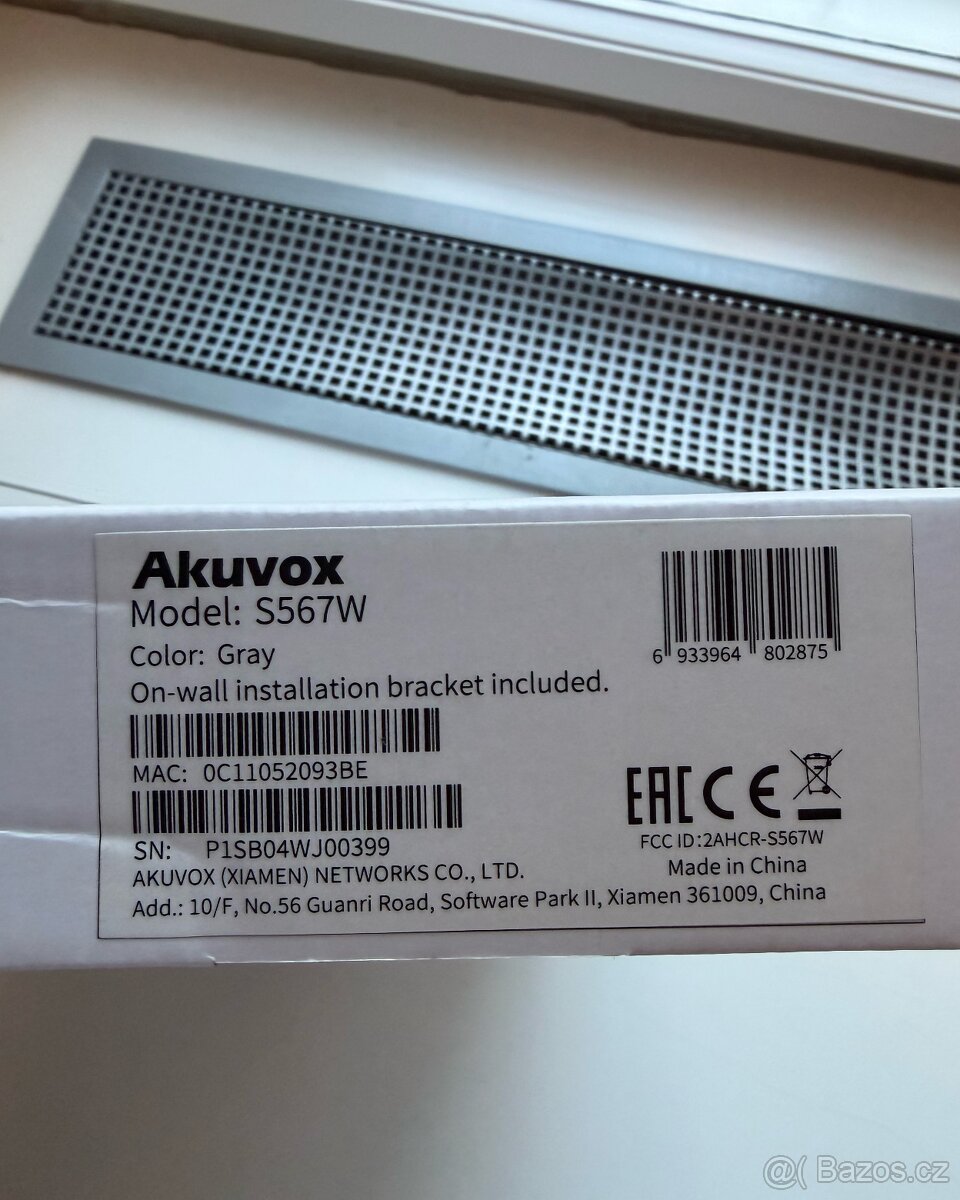 Akuvox
Model: S567W
Color: Gray
On-wall installation bracket included.
6 933964 802875
MAC: 0C11052093BE
SN: P1SB04WJ00399
EAC CE
FCC ID:2AHCR-S567W
Made in China
AKUVOX (XIAMEN) NETWORKS CO., LTD.
Add.: 10/F, No.56 Guanri Road, Software Park II, Xiamen 361009, China
@( Bazos.cz